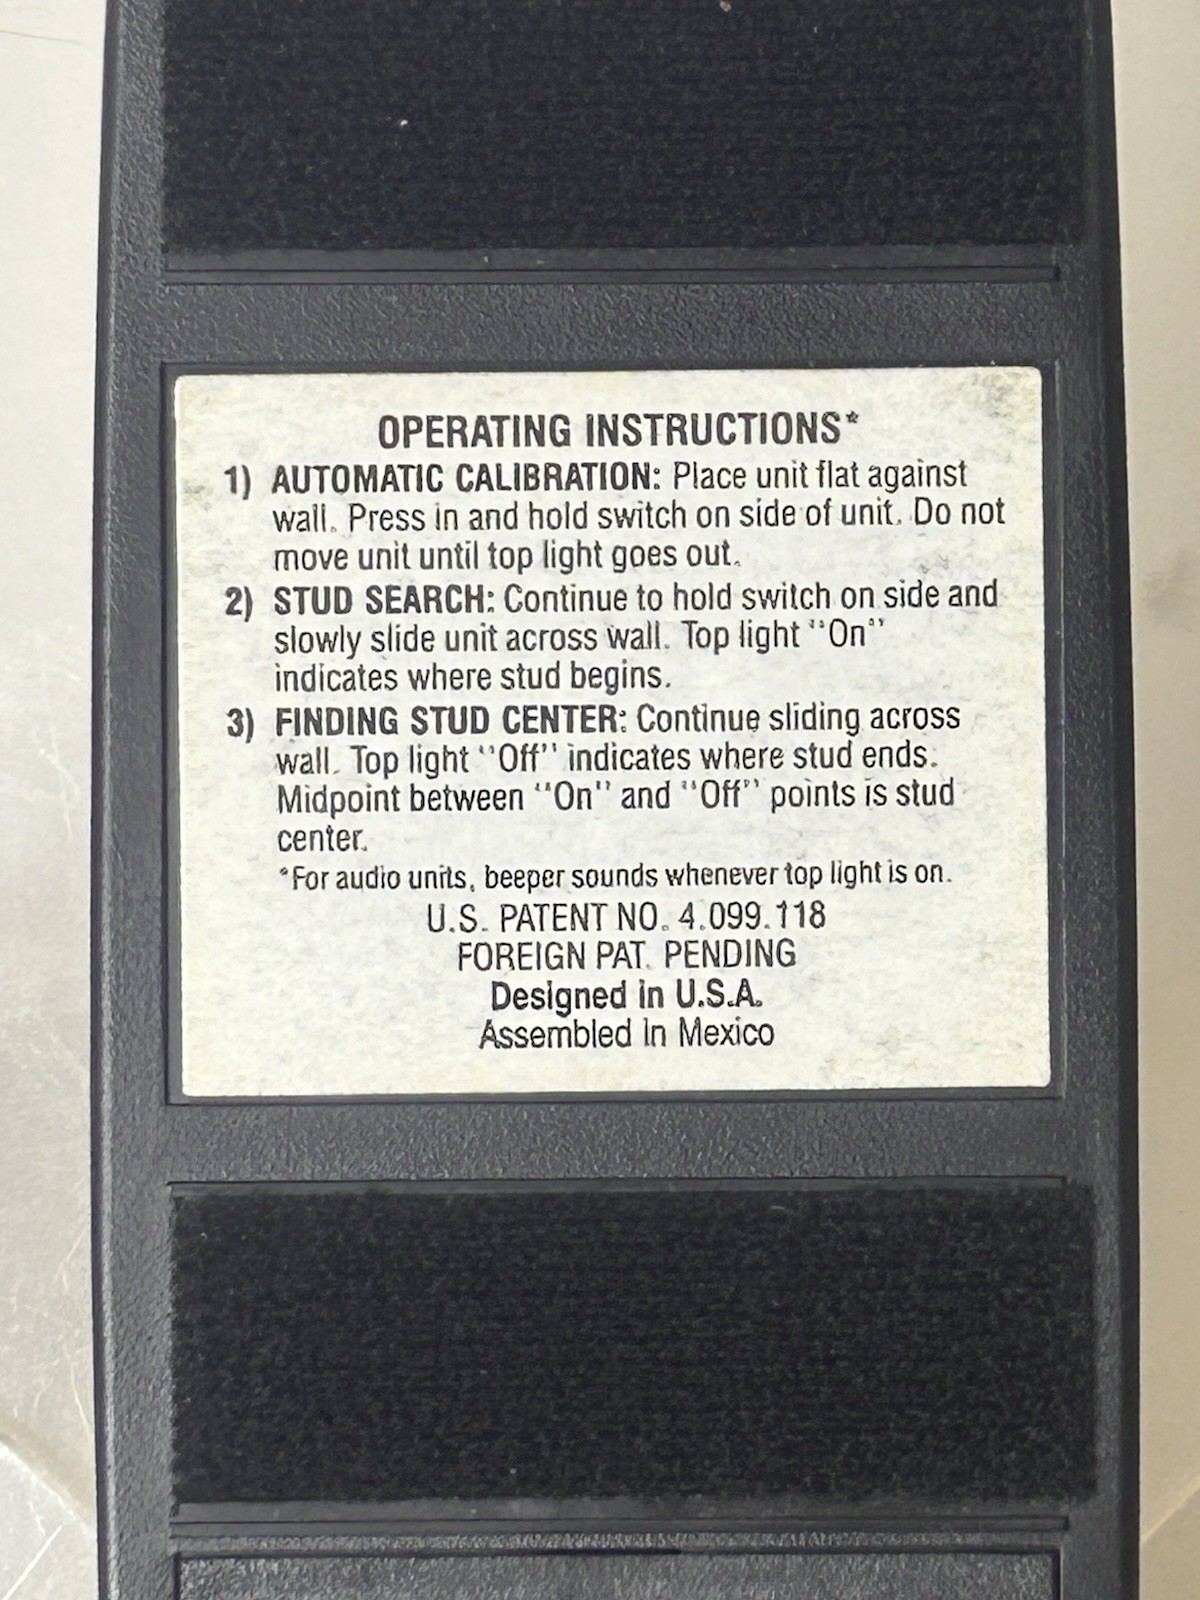 OPERATING INSTRUCTIONS*
1) AUTOMATIC CALIBRATION: Place unit flat against
wall. Press in and hold switch on side of unit. Do not
move unit until top light goes out.
2) STUD SEARCH: Continue to hold switch on side and
slowly slide unit across wall. Top light "On"
indicates where stud begins.
3) FINDING STUD CENTER: Continue sliding across
wall. Top light "Off" indicates where stud ends.
Midpoint between "On" and "Off" points is stud
center.
*For audio units, beeper sounds whenever top light is on.
U.S. PATENT NO. 4.099.118
FOREIGN PAT. PENDING
Designed in U.S.A.
Assembled in Mexico